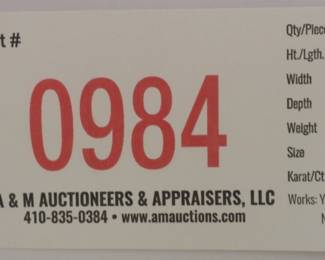 t #
0984
A & M AUCTIONEERS & APPRAISERS, LLC
410-835-0384 • www.amauctions.com
Qty/Piece
Ht./Lgth.
Width
Depth
Weight
Size
Karat/Ct
Works: Y
N